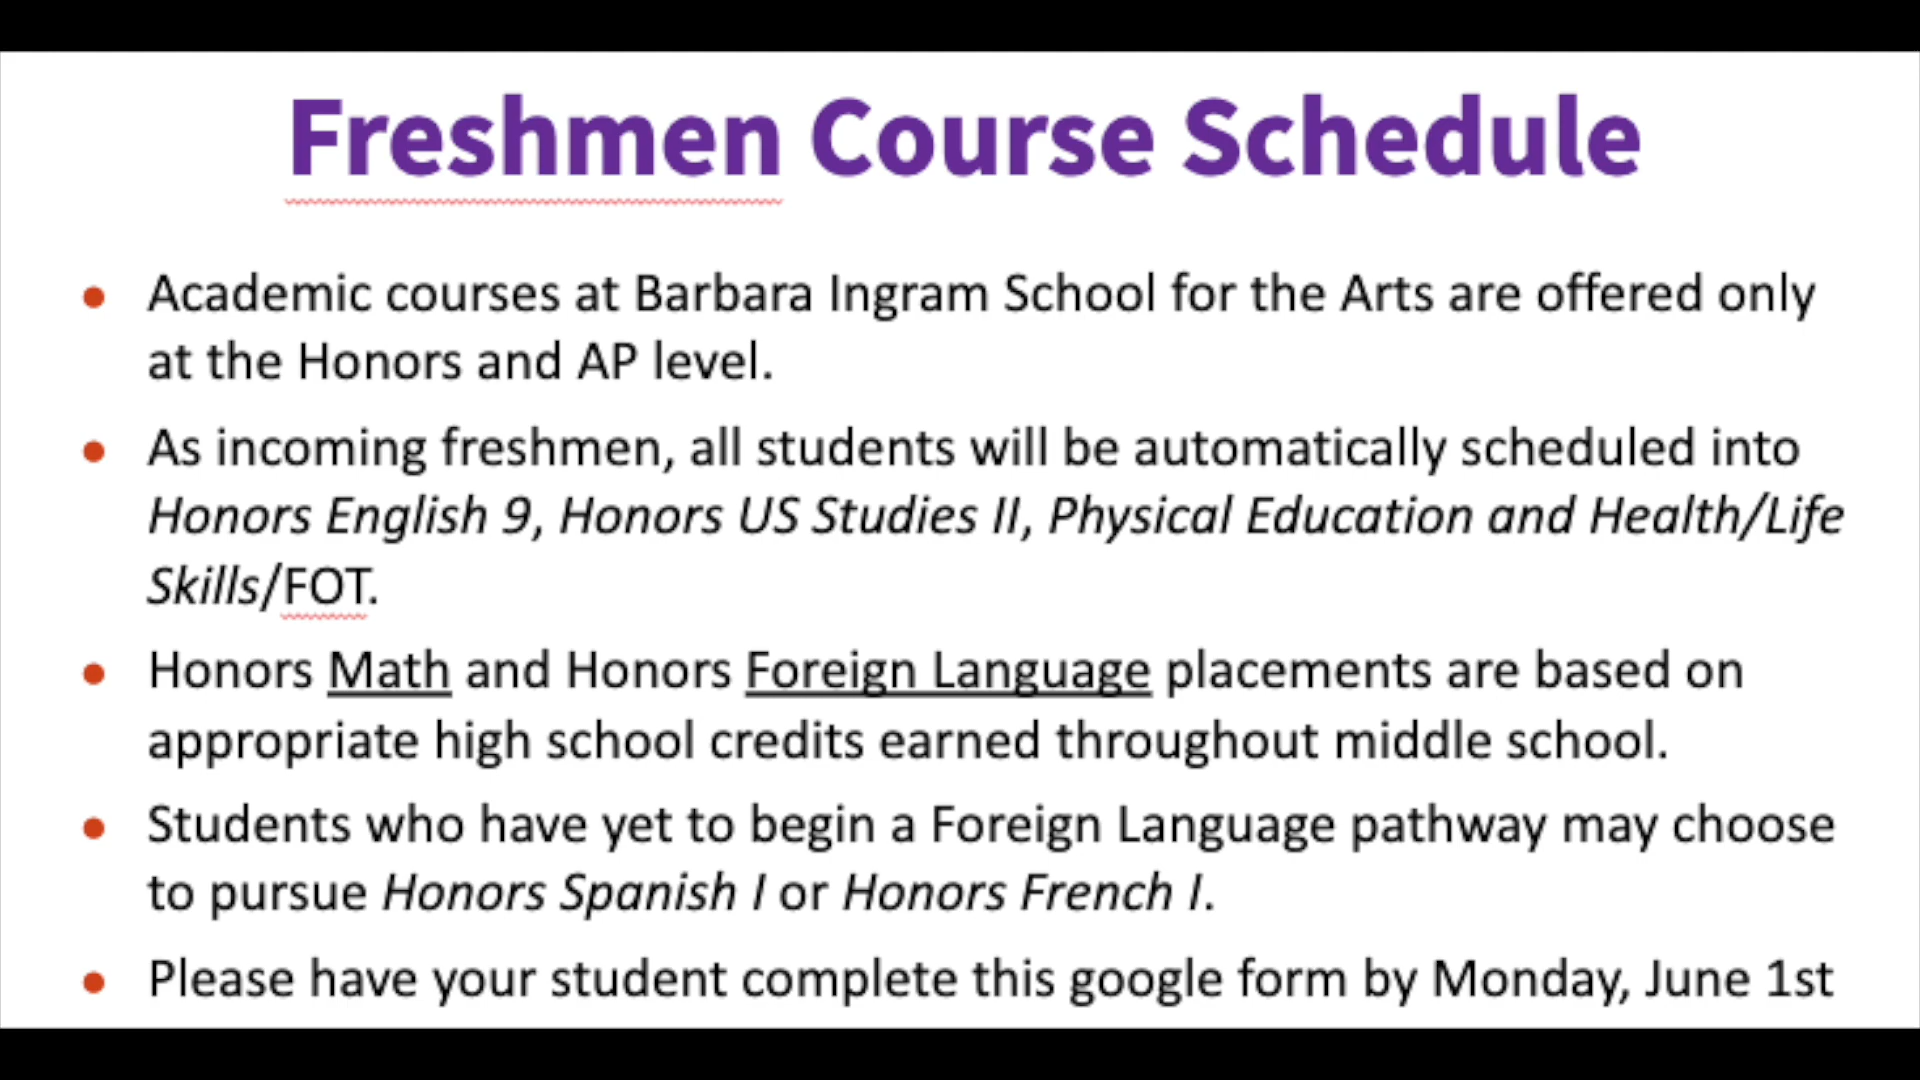 Freshmen Course Schedule
• Academic courses at Barbara Ingram School for the Arts are offered only
at the Honors and AP level.
• As incoming freshmen, all students will be automatically scheduled into
Honors English 9, Honors US Studies II, Physical Education and Health/Life
Skills/FOT.
• Honors Math and Honors Foreign Language placements are based on
appropriate high school credits earned throughout middle school.
• Students who have yet to begin a Foreign Language pathway may choose
to pursue Honors Spanish I or Honors French I.
• Please have your student complete this google form by Monday, June 1st